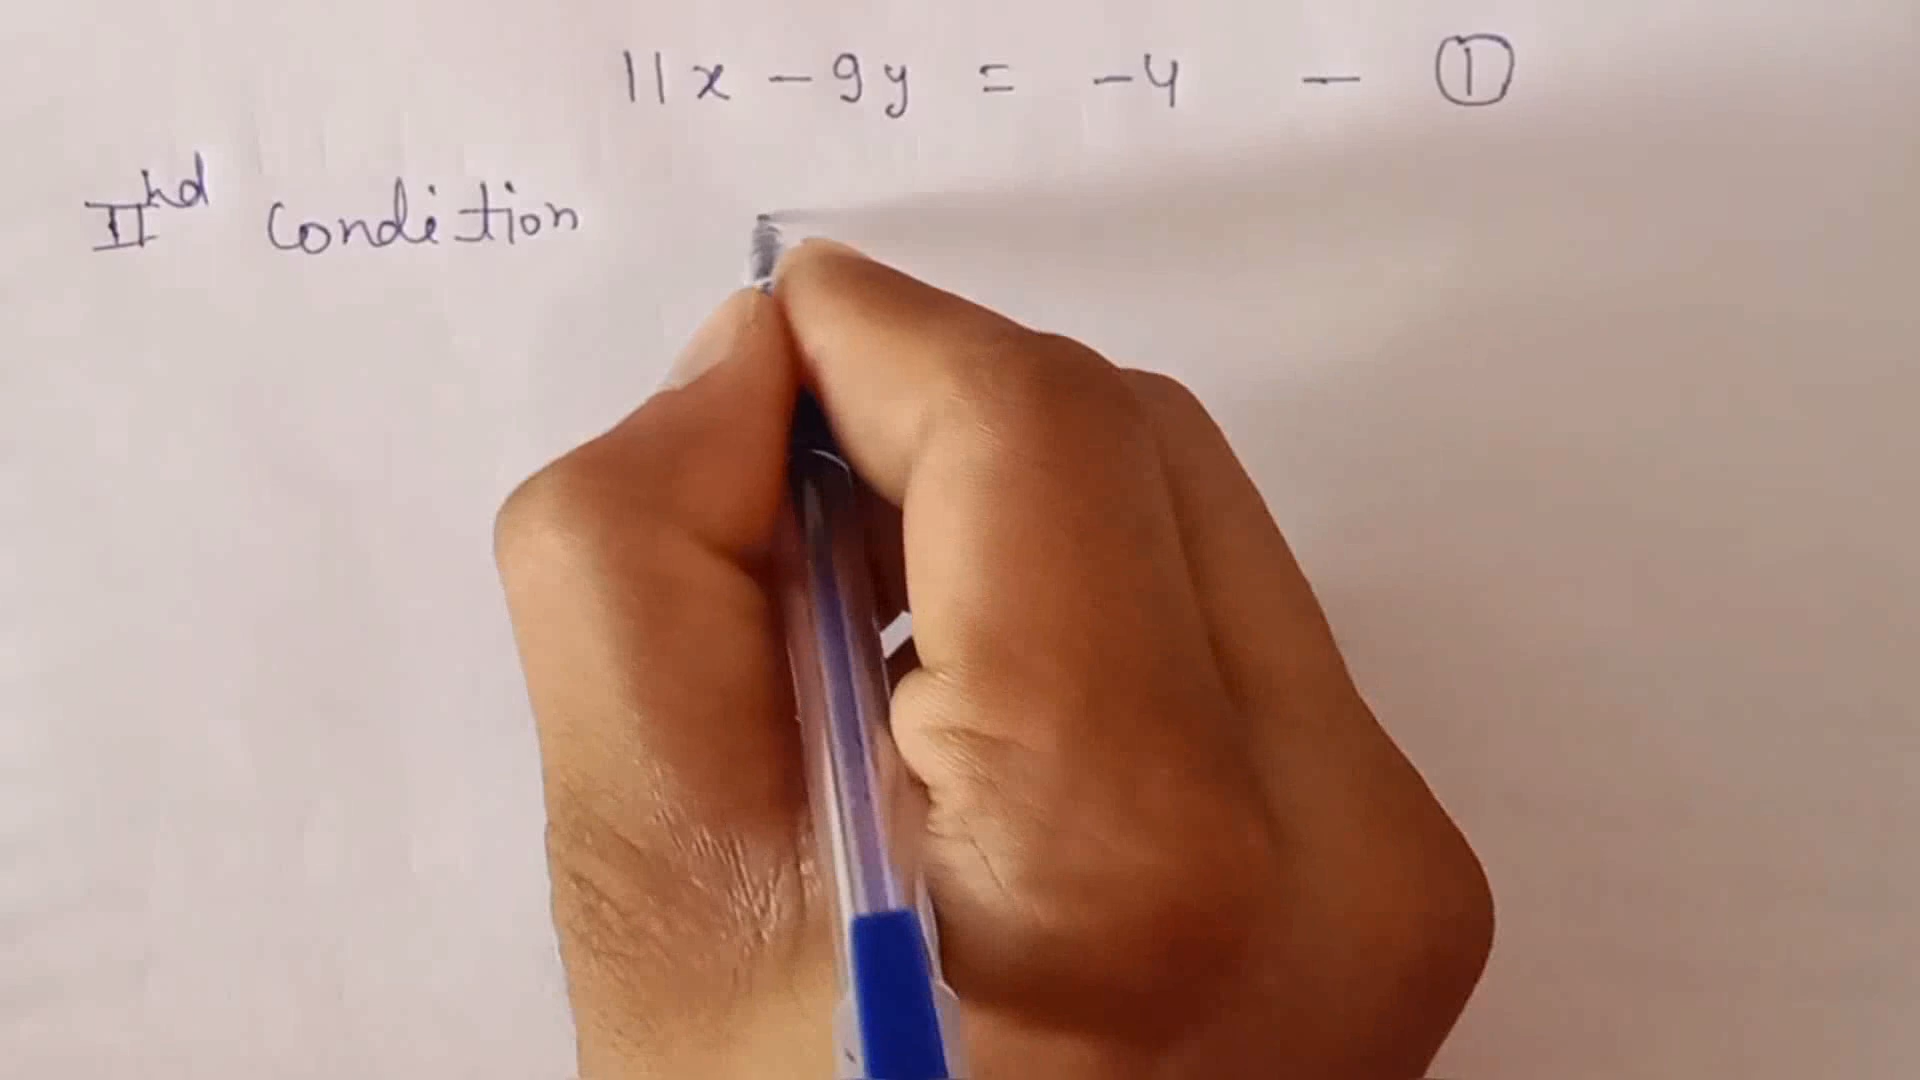 11x - 9y = -4 - ①
IInd condition